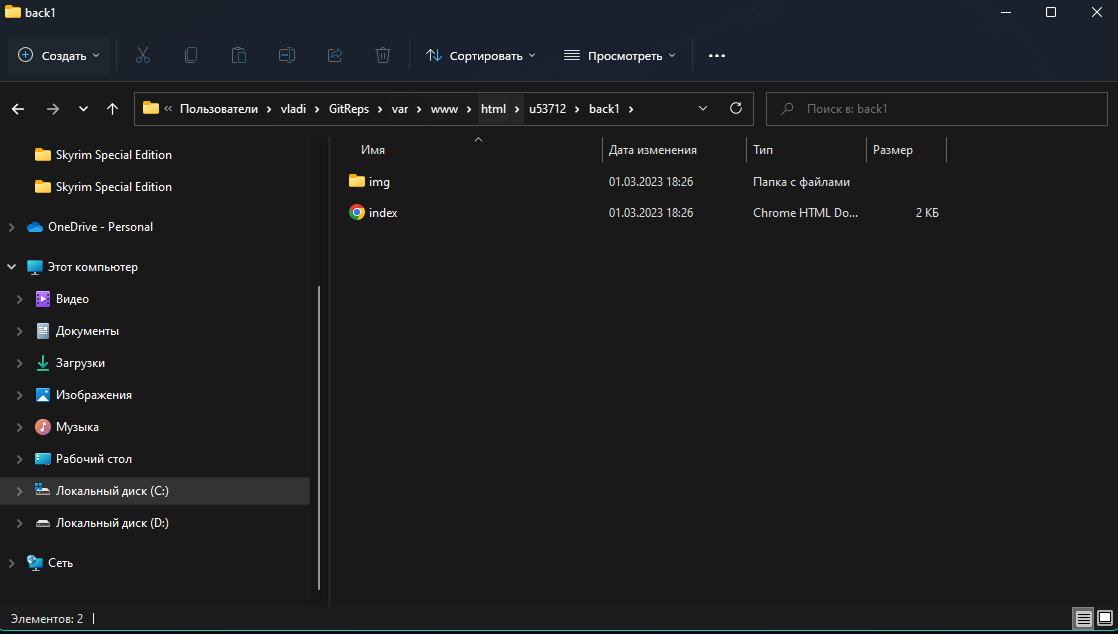 back1
Создать
Сортировать
Просмотреть
« Пользователи › vladi › GitReps › var › www › html › u53712 › back1 ›
Поиск в: back1
Skyrim Special Edition
Skyrim Special Edition
OneDrive - Personal
Этот компьютер
Видео
Документы
Загрузки
Изображения
Музыка
Рабочий стол
Локальный диск (C:)
Локальный диск (D:)
Сеть
Имя Дата изменения Тип Размер
img 01.03.2023 18:26 Папка с файлами
index 01.03.2023 18:26 Chrome HTML Do... 2 КБ
Элементов: 2